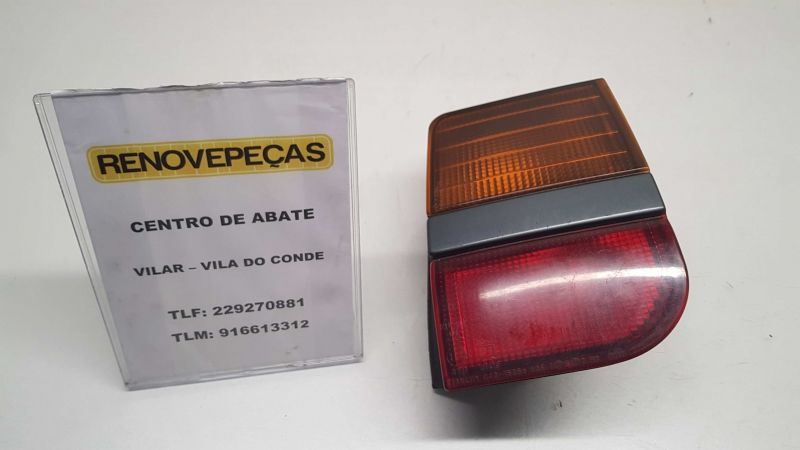 RENOVEPEÇAS
CENTRO DE ABATE
VILAR – VILA DO CONDE
TLF: 229270881
TLM: 916613312